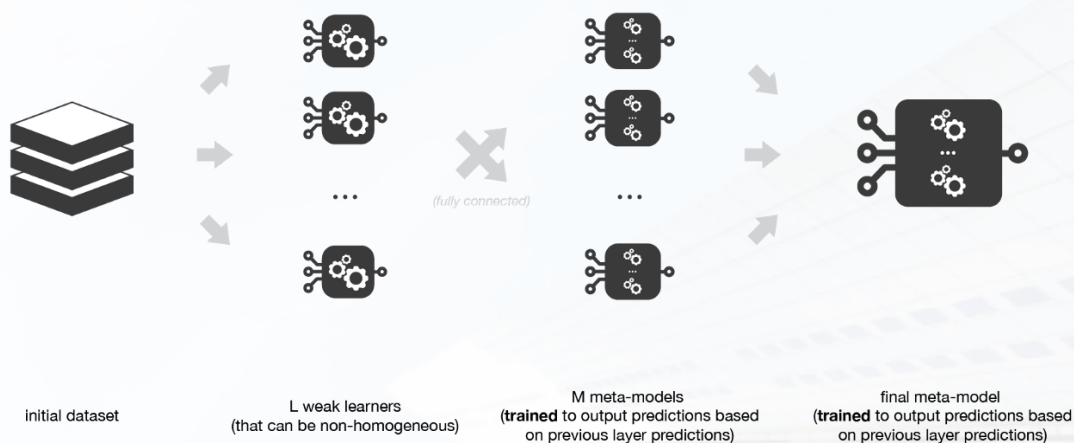 (fully connected)
initial dataset
L weak learners
(that can be non-homogeneous)
M meta-models
(trained to output predictions based
on previous layer predictions)
final meta-model
(trained to output predictions based
on previous layer predictions)